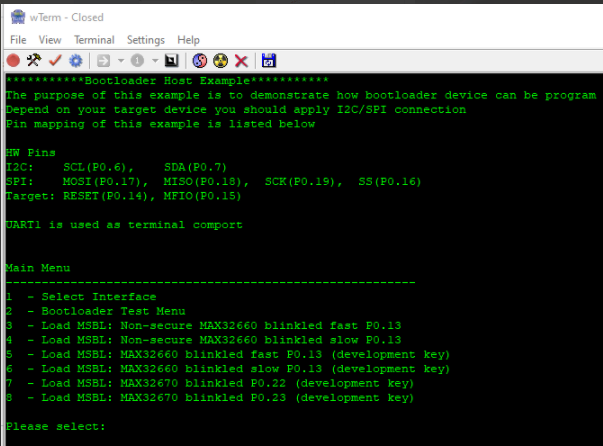 wTerm - Closed
File View Terminal Settings Help
***********Bootloader Host Example***********
The purpose of this example is to demonstrate how bootloader device can be program
Depend on your target device you should apply I2C/SPI connection
Pin mapping of this example is listed below
HW Pins
I2C: SCL(P0.6), SDA(P0.7)
SPI: MOSI(P0.17), MISO(P0.18), SCK(P0.19), SS(P0.16)
Target: RESET(P0.14), MFIO(P0.15)
UART1 is used as terminal comport
Main Menu
---------------------------------------------------------
1 - Select Interface
2 - Bootloader Test Menu
3 - Load MSBL: Non-secure MAX32660 blinkled fast P0.13
4 - Load MSBL: Non-secure MAX32660 blinkled slow P0.13
5 - Load MSBL: MAX32660 blinkled fast P0.13 (development key)
6 - Load MSBL: MAX32660 blinkled slow P0.13 (development key)
7 - Load MSBL: MAX32670 blinkled P0.22 (development key)
8 - Load MSBL: MAX32670 blinkled P0.23 (development key)
Please select: